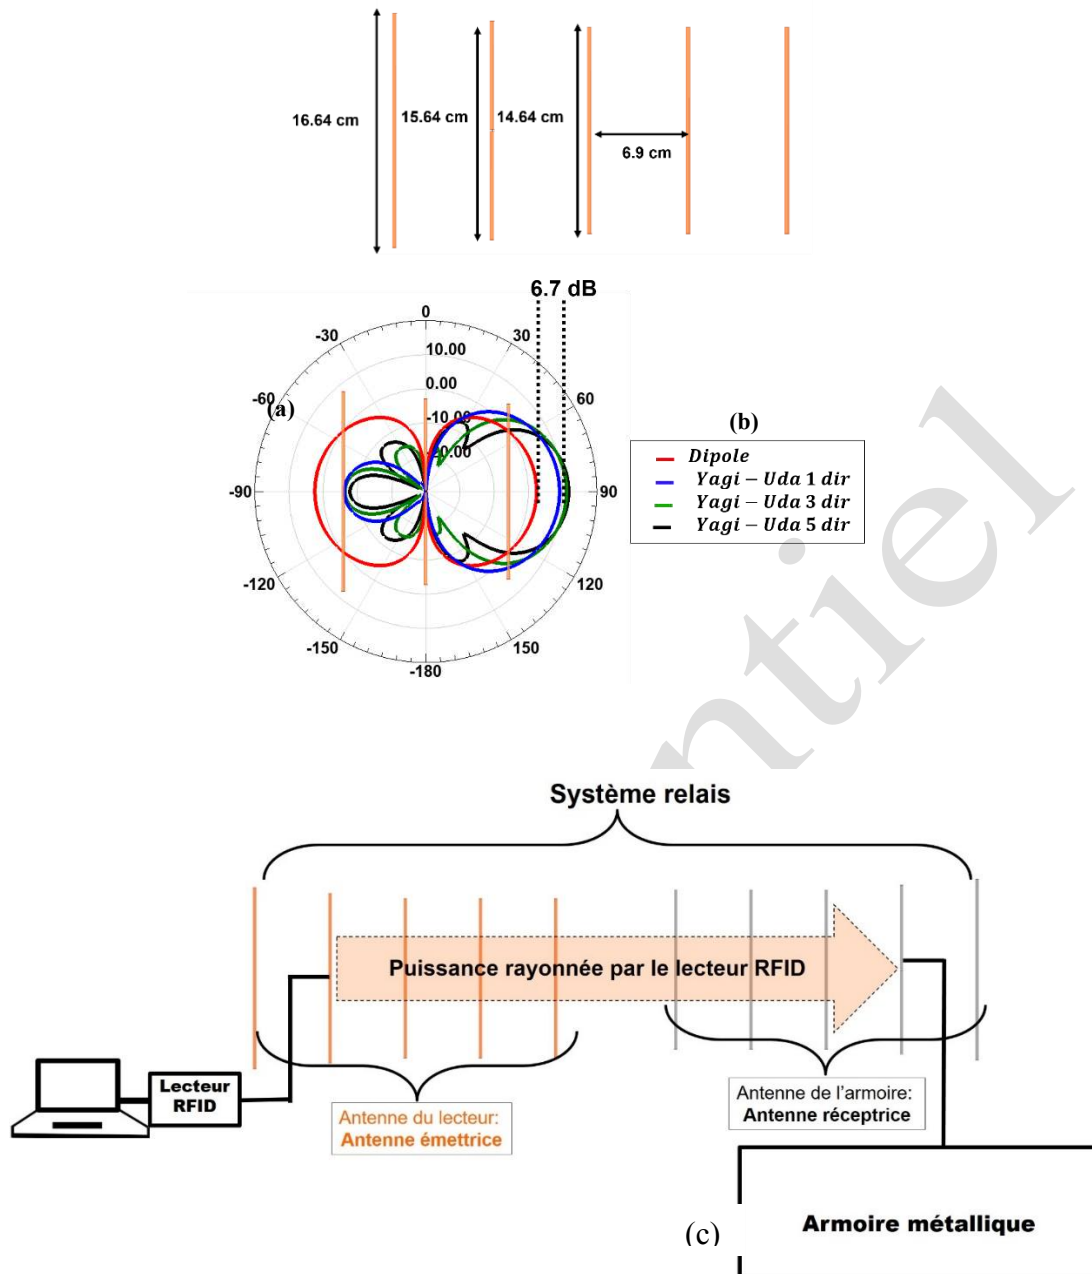 16.64 cm
15.64 cm
14.64 cm
6.9 cm
6.7 dB
0
-30
30
10.00
-60
0.00
60
(a)
-10.00
(b)
-90
90
Dipole
Yagi − Uda 1 dir
Yagi − Uda 3 dir
Yagi − Uda 5 dir
-120
120
-150
150
-180
Système relais
Puissance rayonnée par le lecteur RFID
Lecteur
RFID
Antenne du lecteur:
Antenne émettrice
Antenne de l'armoire:
Antenne réceptrice
(c)
Armoire métallique
ntiel